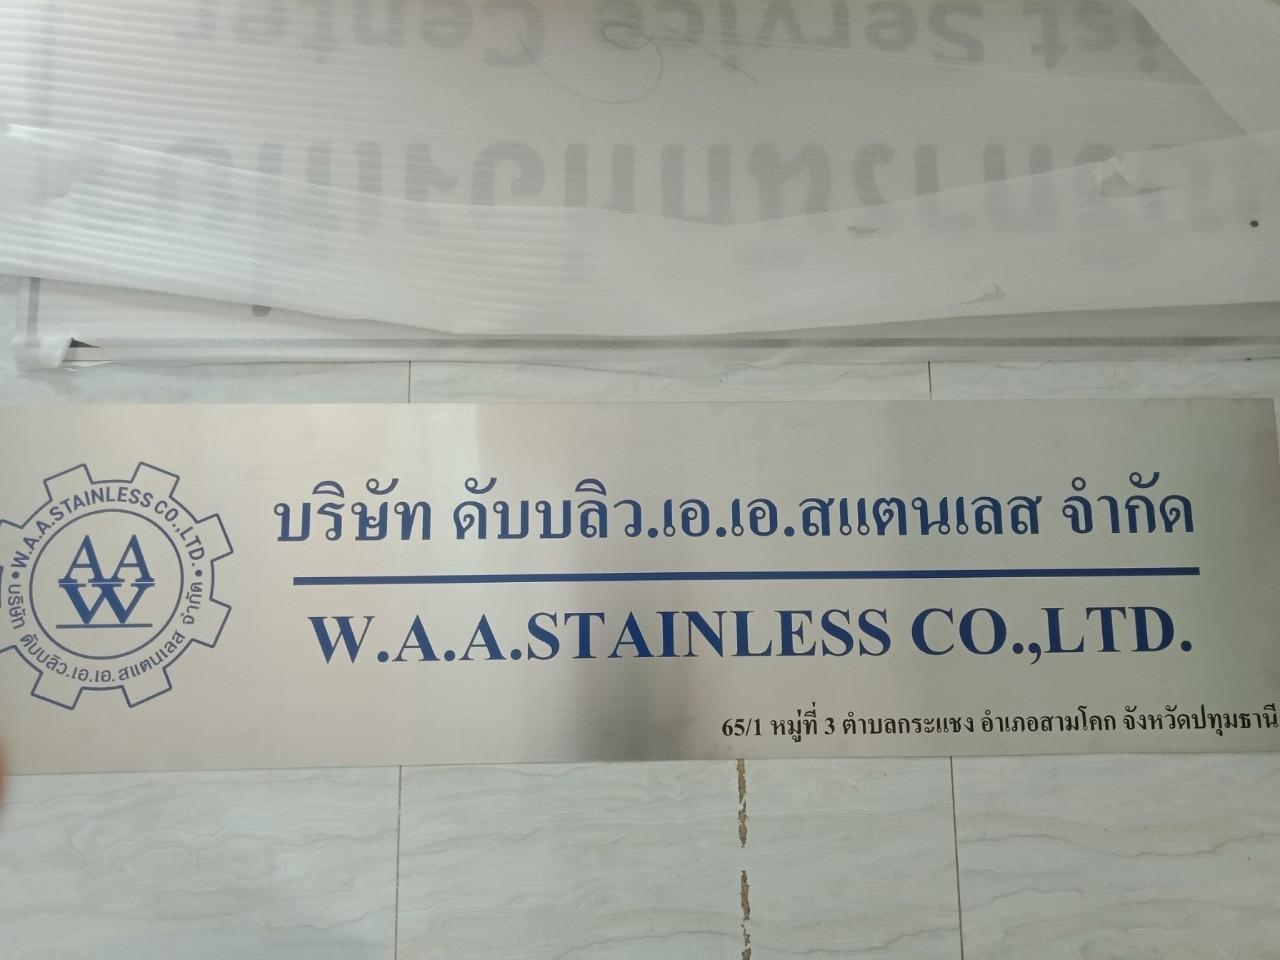 ist Service Center
W.A.A.STAINLESS CO.,LTD.
AA
W
บริษัท ดับบลิว.เอ.เอ. สแตนเลส จำกัด
บริษัท ดับบลิว.เอ.เอ.สแตนเลส จำกัด
W.A.A.STAINLESS CO.,LTD.
65/1 หมู่ที่ 3 ตำบลกระแชง อำเภอสามโคก จังหวัดปทุมธานี